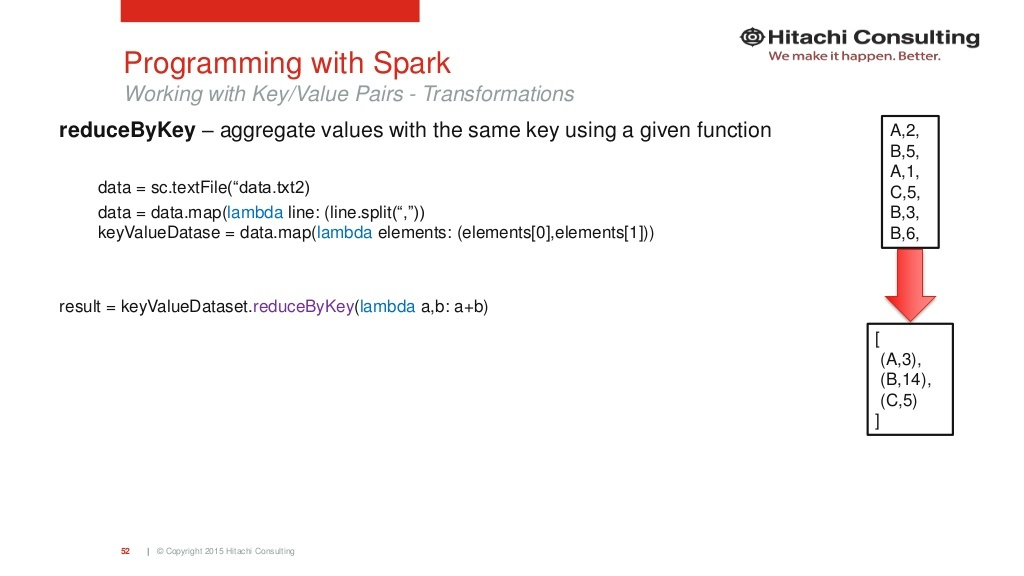 Hitachi Consulting
We make it happen. Better.
Programming with Spark
Working with Key/Value Pairs - Transformations
reduceByKey – aggregate values with the same key using a given function
data = sc.textFile(“data.txt2)
data = data.map(lambda line: (line.split(“,”))
keyValueDatase = data.map(lambda elements: (elements[0],elements[1]))
result = keyValueDataset.reduceByKey(lambda a,b: a+b)
A,2,
B,5,
A,1,
C,5,
B,3,
B,6,
[
(A,3),
(B,14),
(C,5)
]
52 | © Copyright 2015 Hitachi Consulting